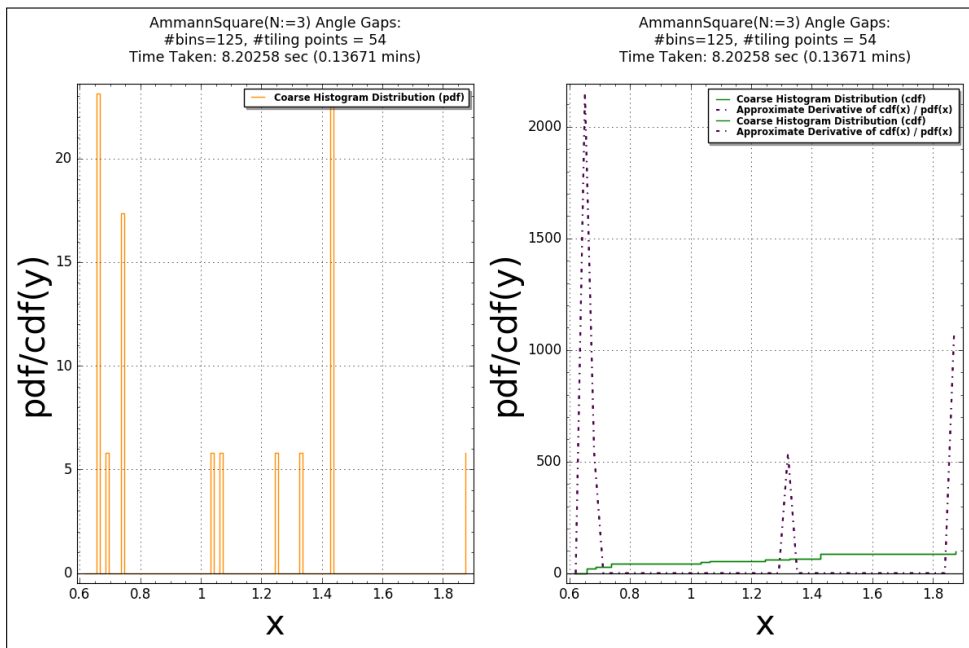 AmmannSquare(N:=3) Angle Gaps:
#bins=125, #tiling points = 54
Time Taken: 8.20258 sec (0.13671 mins)
Coarse Histogram Distribution (pdf)
20
15
10
5
0
0.6 0.8 1 1.2 1.4 1.6 1.8
pdf/cdf(y)
x
AmmannSquare(N:=3) Angle Gaps:
#bins=125, #tiling points = 54
Time Taken: 8.20258 sec (0.13671 mins)
Coarse Histogram Distribution (cdf)
Approximate Derivative of cdf(x) / pdf(x)
Coarse Histogram Distribution (cdf)
Approximate Derivative of cdf(x) / pdf(x)
2000
1500
1000
500
0
0.6 0.8 1 1.2 1.4 1.6 1.8
pdf/cdf(y)
x